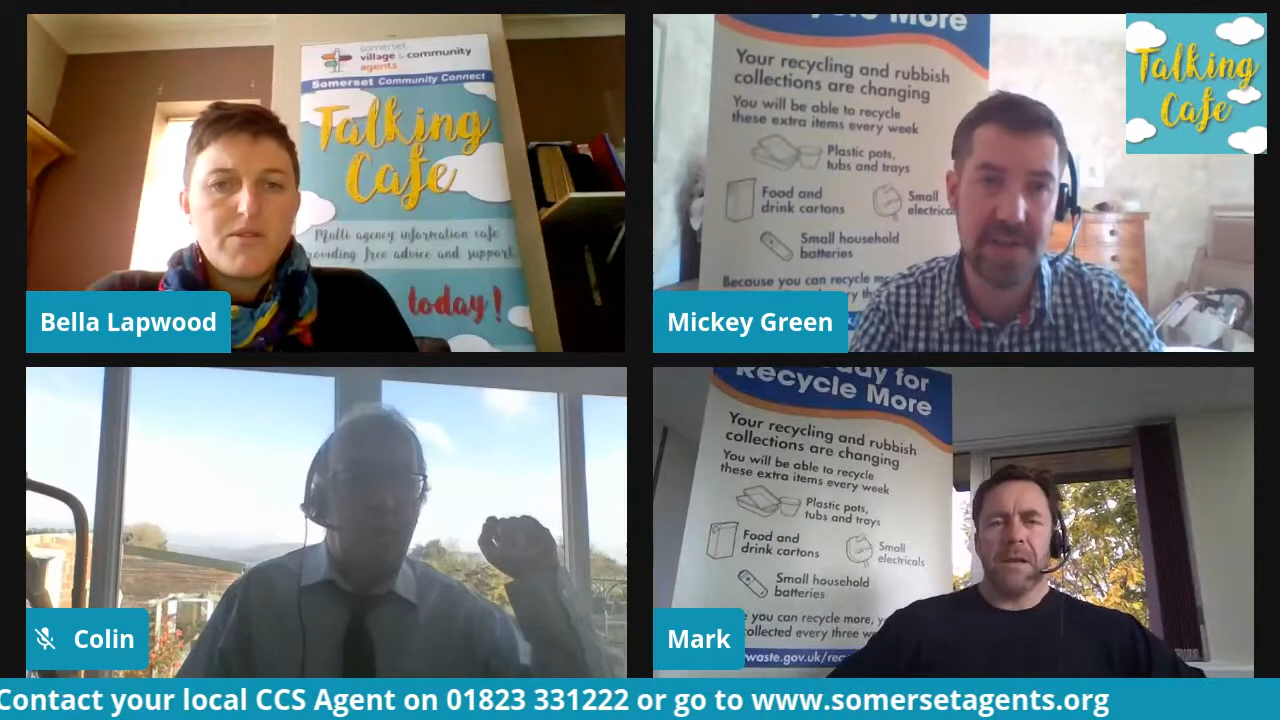 somerset
village & community
agents
Somerset Community Connect
Talking
Cafe
Multi agency information cafe
providing free advice and support
today!
Bella Lapwood
More
Your recycling and rubbish
collections are changing
You will be able to recycle
these extra items every week
Plastic pots,
tubs and trays
Food and
drink cartons
Small
Small household
batteries
Because you can recycle
Mickey Green
Talking
Cafe
Colin
for
Recycle More
Your recycling and rubbish
collections are changing
You will be able to recycle
these extra items every week
Plastic pots,
tubs and trays
Food and
drink cartons
Small
electricals
Small household
batteries
you can recycle more,
collected every three
waste.gov.uk/rec
Mark
Contact your local CCS Agent on 01823 331222 or go to www.somersetagents.org